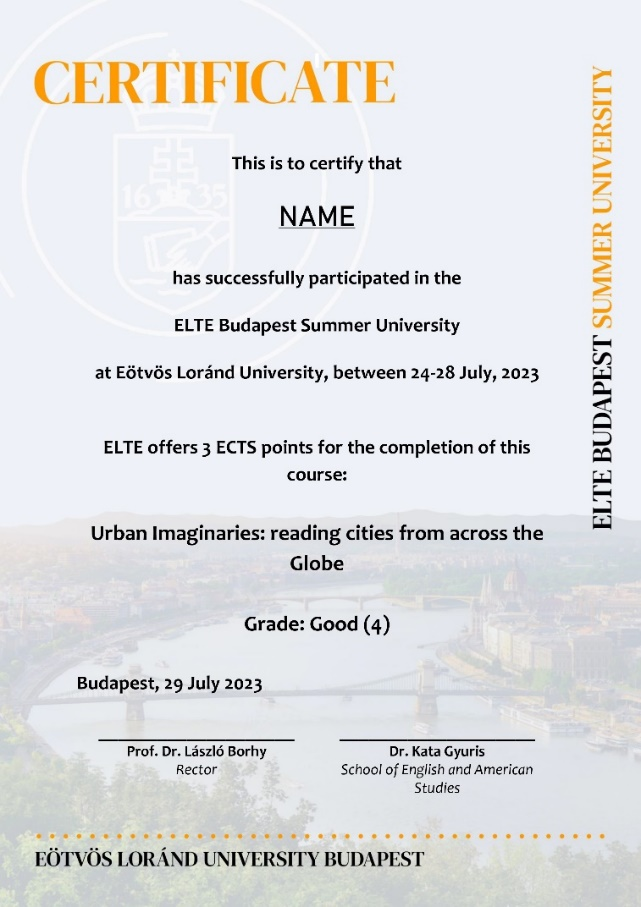 CERTIFICATE
This is to certify that
NAME
has successfully participated in the
ELTE Budapest Summer University
at Eötvös Loránd University, between 24-28 July, 2023
ELTE offers 3 ECTS points for the completion of this
course:
Urban Imaginaries: reading cities from across the
Globe
Grade: Good (4)
Budapest, 29 July 2023
Prof. Dr. László Borhy
Rector
Dr. Kata Gyuris
School of English and American
Studies
EÖTVÖS LORÁND UNIVERSITY BUDAPEST
ELTE BUDAPEST SUMMER UNIVERSITY
1635